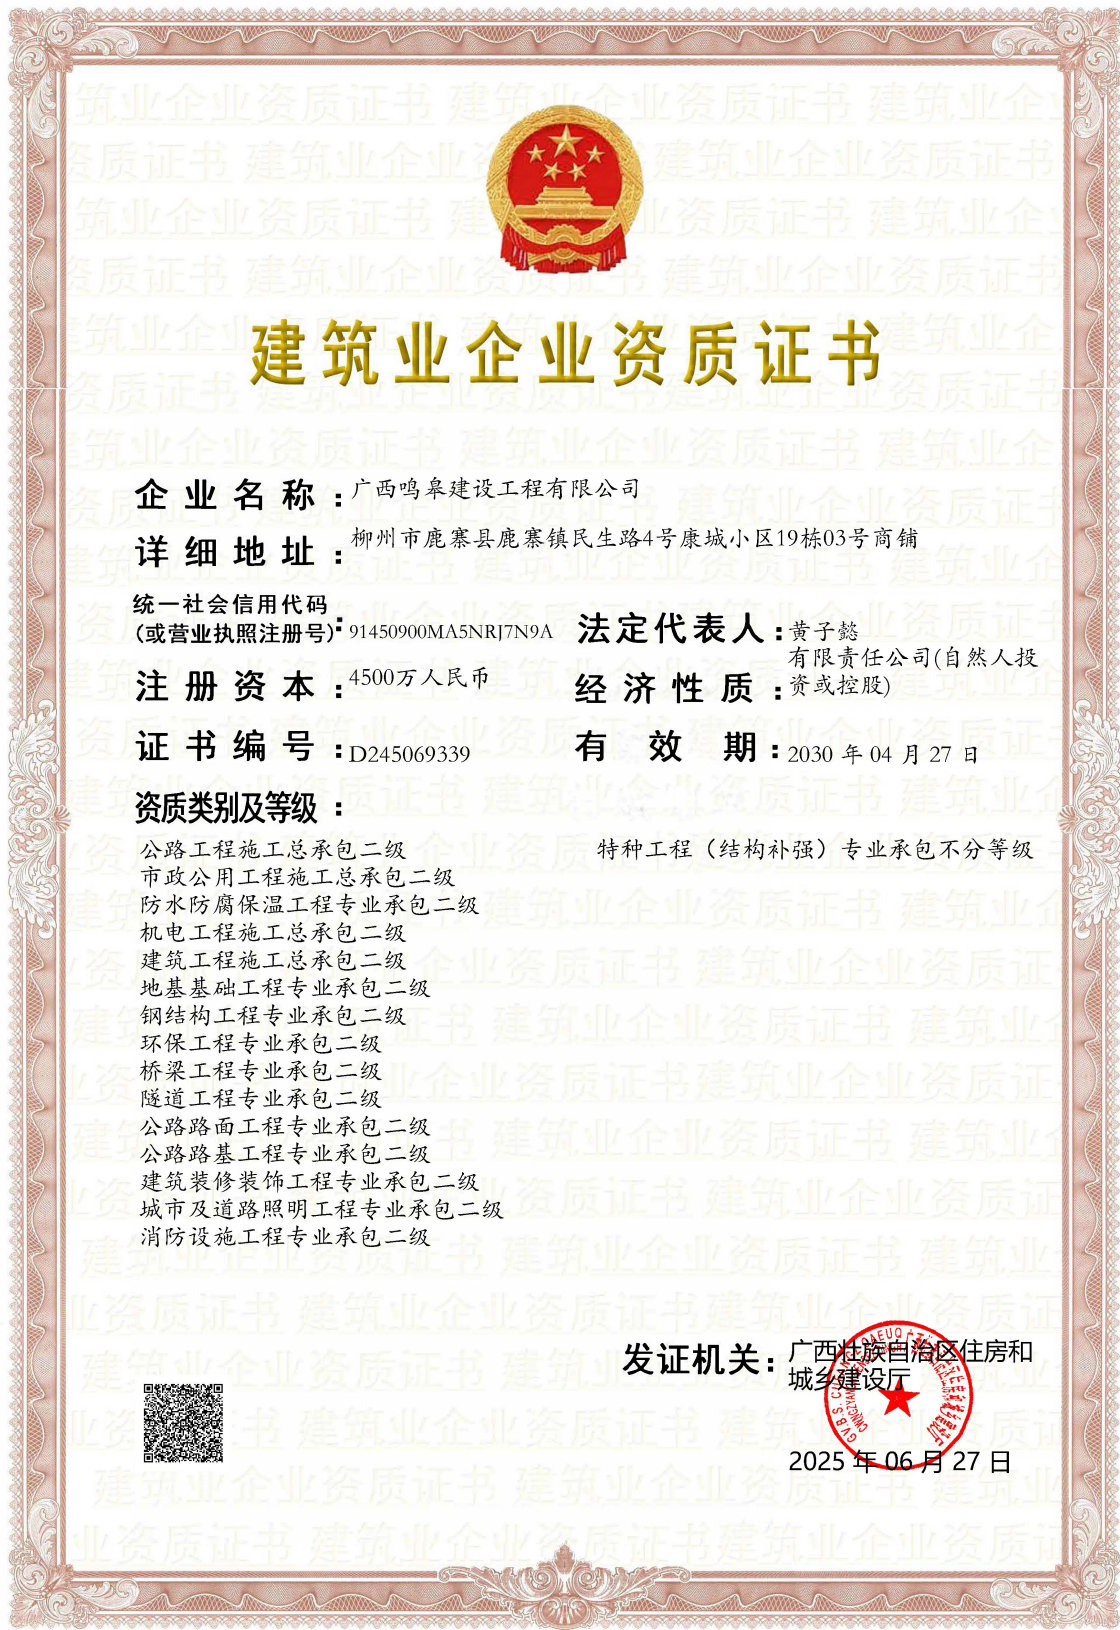 建筑业企业资质证书
企业名称：广西鸣皋建设工程有限公司
详细地址：柳州市鹿寨县鹿寨镇民生路4号康城小区19栋03号商铺
统一社会信用代码
(或营业执照注册号)：91450900MA5NRJ7N9A
法定代表人：黄子懿
注册资本：4500万人民币
经济性质：有限责任公司(自然人投
资或控股)
证书编号：D245069339
有效期：2030 年 04 月 27 日
资质类别及等级：
公路工程施工总承包二级
市政公用工程施工总承包二级
防水防腐保温工程专业承包二级
机电工程施工总承包二级
建筑工程施工总承包二级
地基基础工程专业承包二级
钢结构工程专业承包二级
环保工程专业承包二级
桥梁工程专业承包二级
隧道工程专业承包二级
公路路面工程专业承包二级
公路路基工程专业承包二级
建筑装修装饰工程专业承包二级
城市及道路照明工程专业承包二级
消防设施工程专业承包二级
特种工程（结构补强）专业承包不分等级
发证机关：广西壮族自治区住房和
城乡建设厅
2025 年 06 月 27 日